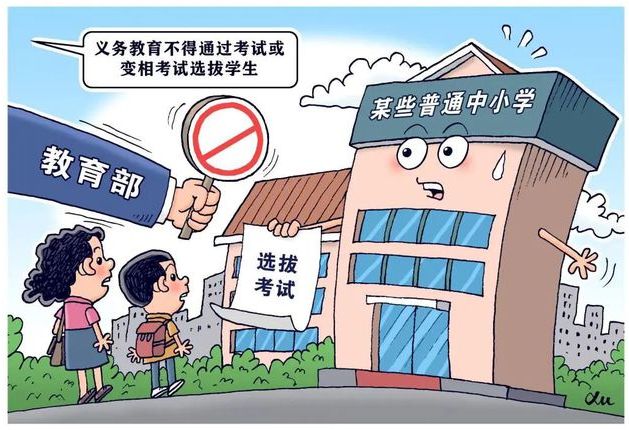 义务教育不得通过考试或
变相考试选拔学生
某些普通中小学
教育部
选拔
考试